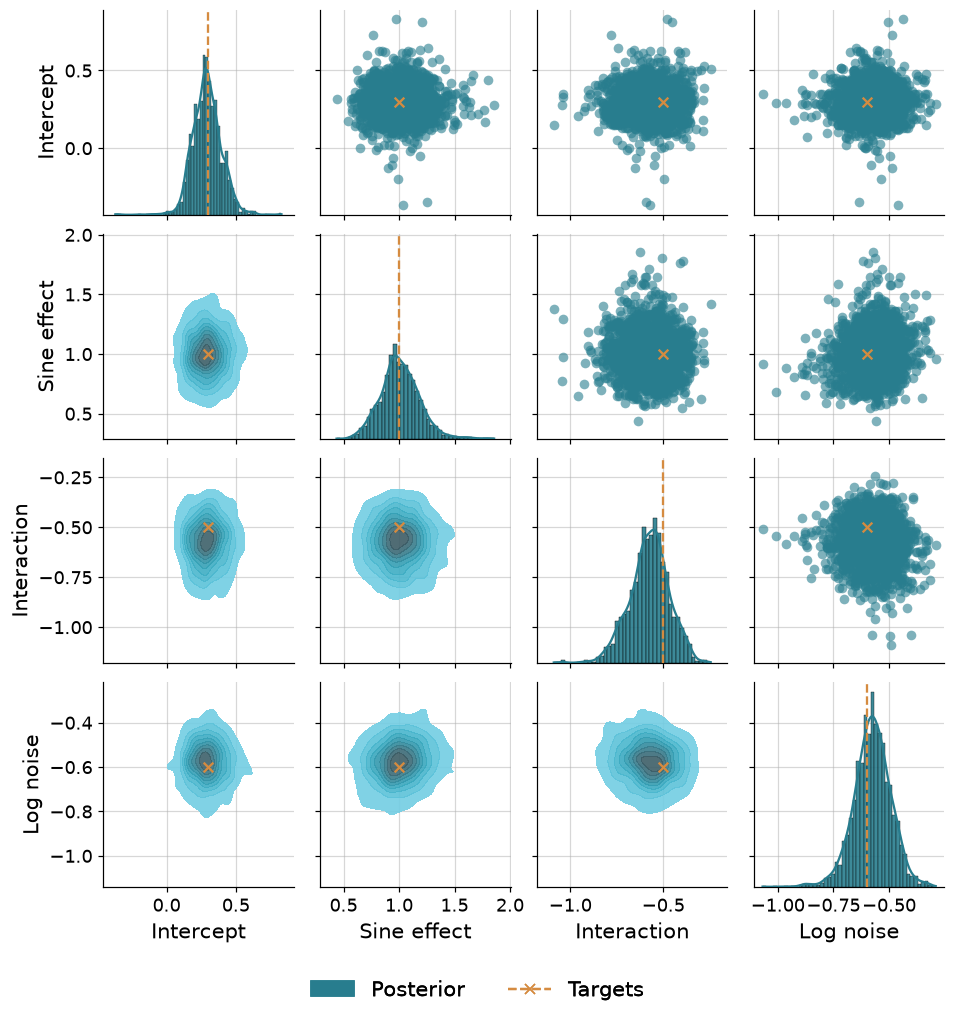 Intercept
0.5
0.0
Sine effect
2.0
1.5
1.0
0.5
Interaction
−0.25
−0.50
−0.75
−1.00
Log noise
−0.4
−0.6
−0.8
−1.0
0.0 0.5 0.5 1.0 1.5 2.0 −1.0 −0.5 −1.00 −0.75 −0.50
Intercept Sine effect Interaction Log noise
Posterior Targets